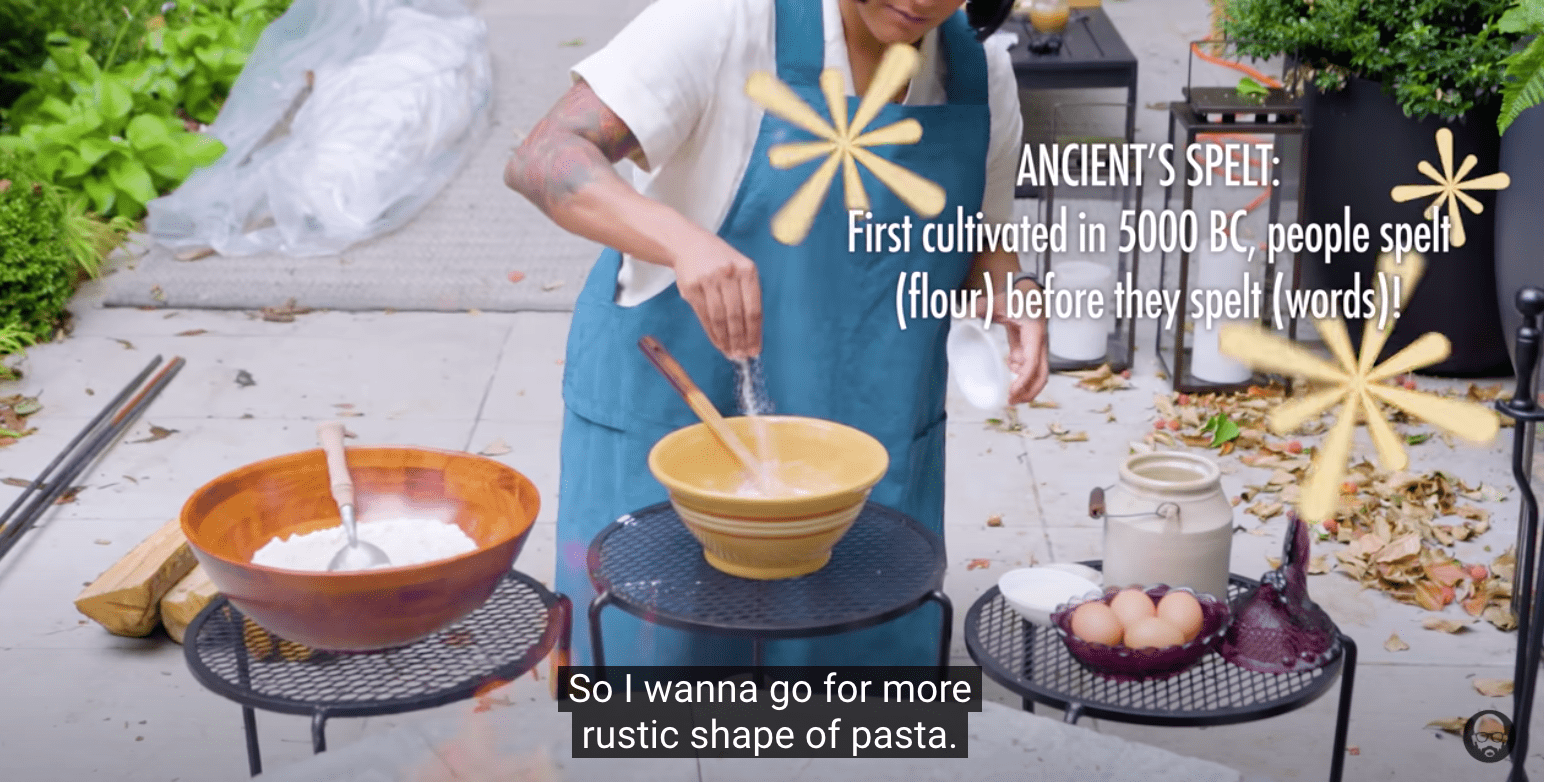 ANCIENT'S SPELT:
First cultivated in 5000 BC, people spelt
(flour) before they spelt (words)!
So I wanna go for more
rustic shape of pasta.